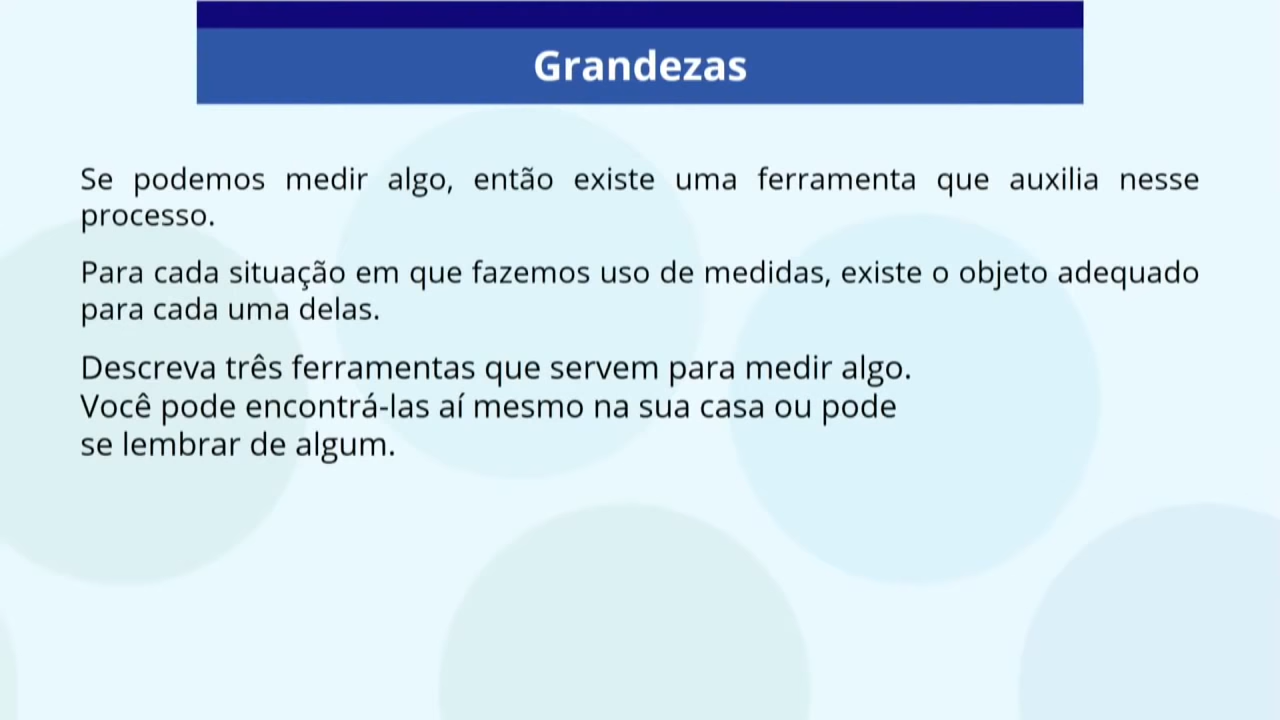 Grandezas
Se podemos medir algo, então existe uma ferramenta que auxilia nesse
processo.
Para cada situação em que fazemos uso de medidas, existe o objeto adequado
para cada uma delas.
Descreva três ferramentas que servem para medir algo.
Você pode encontrá-las aí mesmo na sua casa ou pode
se lembrar de algum.